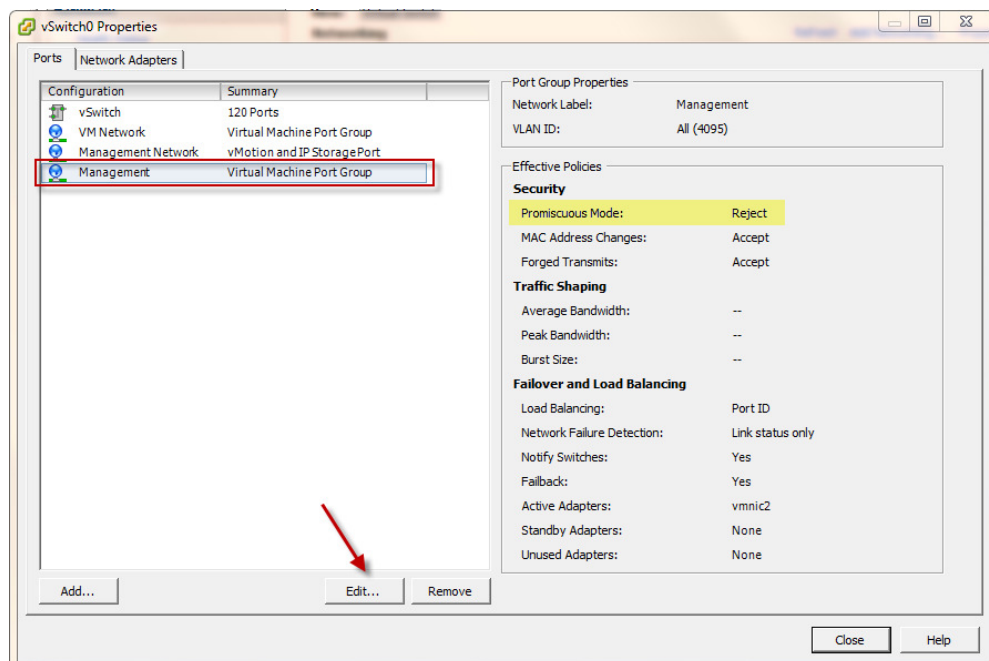 vSwitch0 Properties
Ports Network Adapters
Configuration Summary
vSwitch 120 Ports
VM Network Virtual Machine Port Group
Management Network vMotion and IP Storage Port
Management Virtual Machine Port Group
Add... Edit... Remove
Port Group Properties
Network Label: Management
VLAN ID: All (4095)
Effective Policies
Security
Promiscuous Mode: Reject
MAC Address Changes: Accept
Forged Transmits: Accept
Traffic Shaping
Average Bandwidth: --
Peak Bandwidth: --
Burst Size: --
Failover and Load Balancing
Load Balancing: Port ID
Network Failure Detection: Link status only
Notify Switches: Yes
Failback: Yes
Active Adapters: vmnic2
Standby Adapters: None
Unused Adapters: None
Close Help